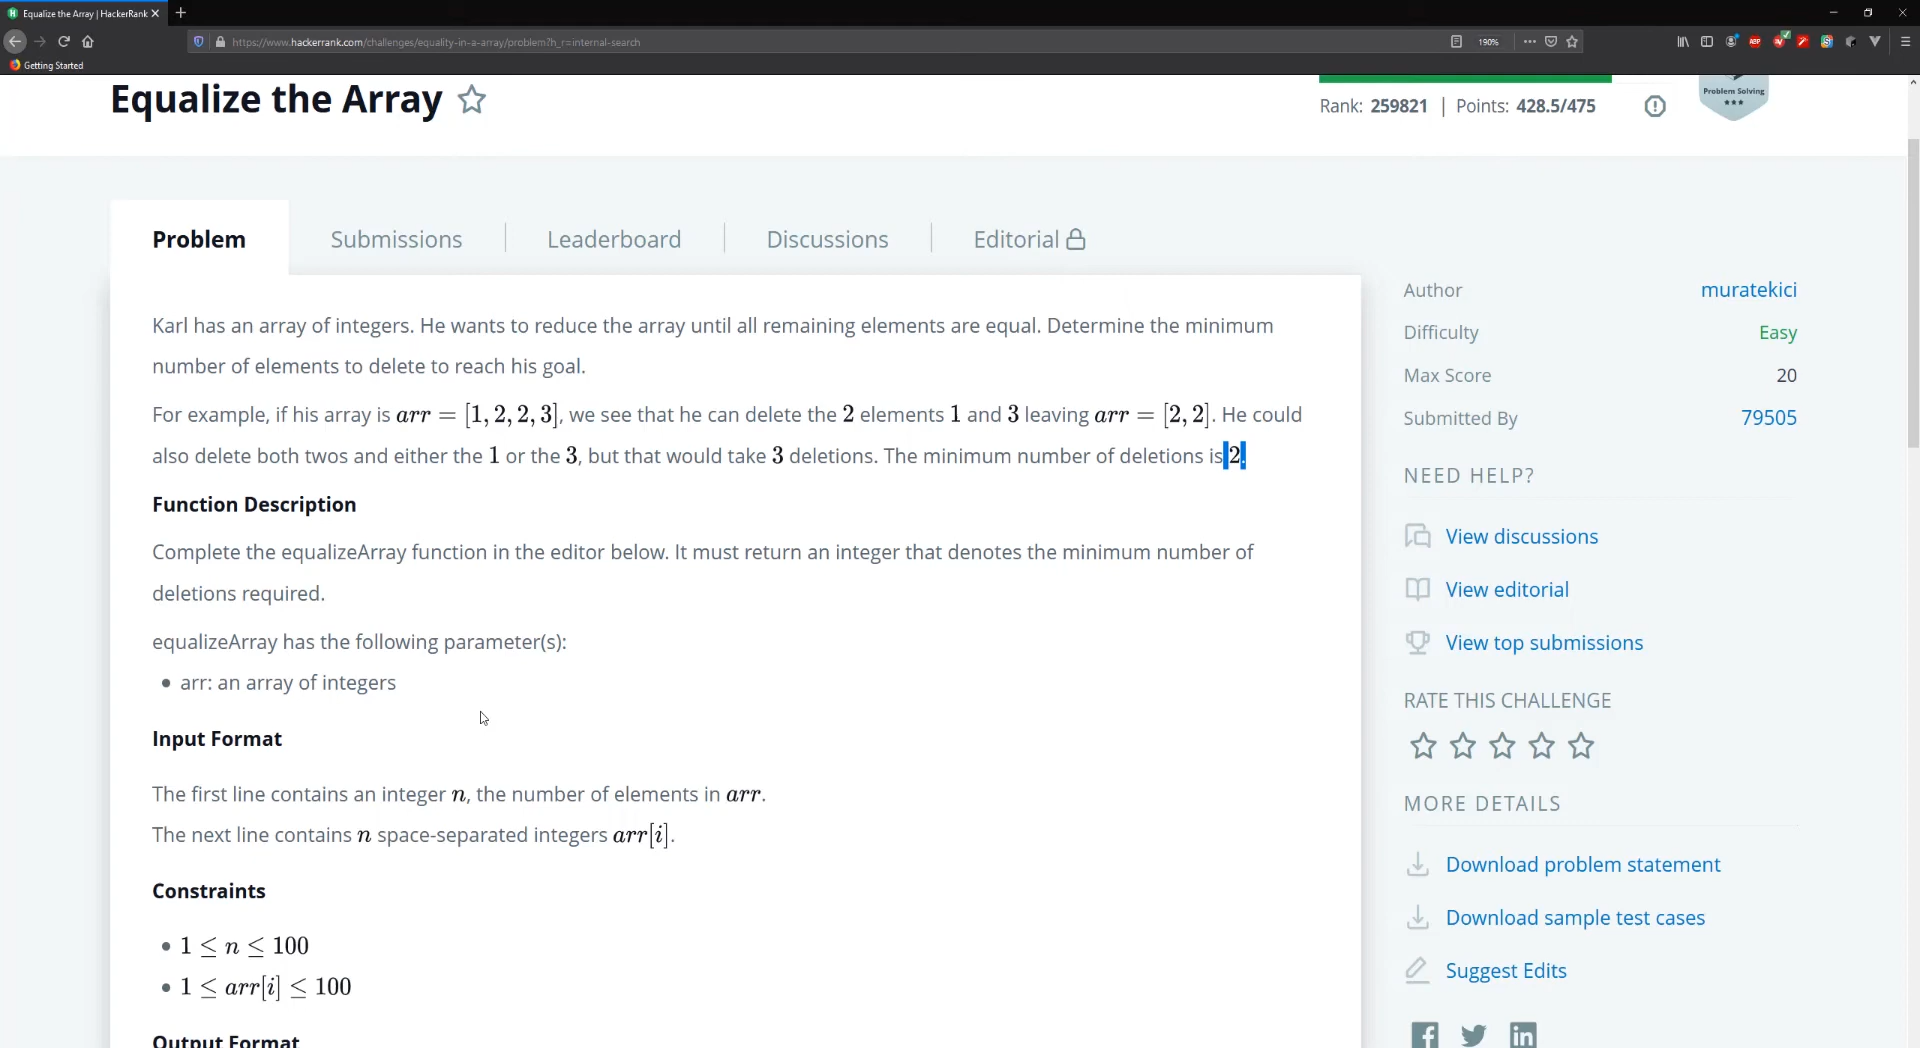 Equalize the Array | HackerRank
Getting Started
https://www.hackerrank.com/challenges/equality-in-a-array/problem?h_r=internal-search
190%
ABP
Equalize the Array
Rank: 259821 | Points: 428.5/475
Problem Solving
Problem
Submissions
Leaderboard
Discussions
Editorial
Karl has an array of integers. He wants to reduce the array until all remaining elements are equal. Determine the minimum
number of elements to delete to reach his goal.
For example, if his array is arr = [1, 2, 2, 3], we see that he can delete the 2 elements 1 and 3 leaving arr = [2, 2]. He could
also delete both twos and either the 1 or the 3, but that would take 3 deletions. The minimum number of deletions is 2.
Function Description
Complete the equalizeArray function in the editor below. It must return an integer that denotes the minimum number of
deletions required.
equalizeArray has the following parameter(s):
• arr: an array of integers
Input Format
The first line contains an integer n, the number of elements in arr.
The next line contains n space-separated integers arr[i].
Constraints
• 1 ≤ n ≤ 100
• 1 ≤ arr[i] ≤ 100
Output Format
Author muratekici
Difficulty Easy
Max Score 20
Submitted By 79505
NEED HELP?
View discussions
View editorial
View top submissions
RATE THIS CHALLENGE
MORE DETAILS
Download problem statement
Download sample test cases
Suggest Edits